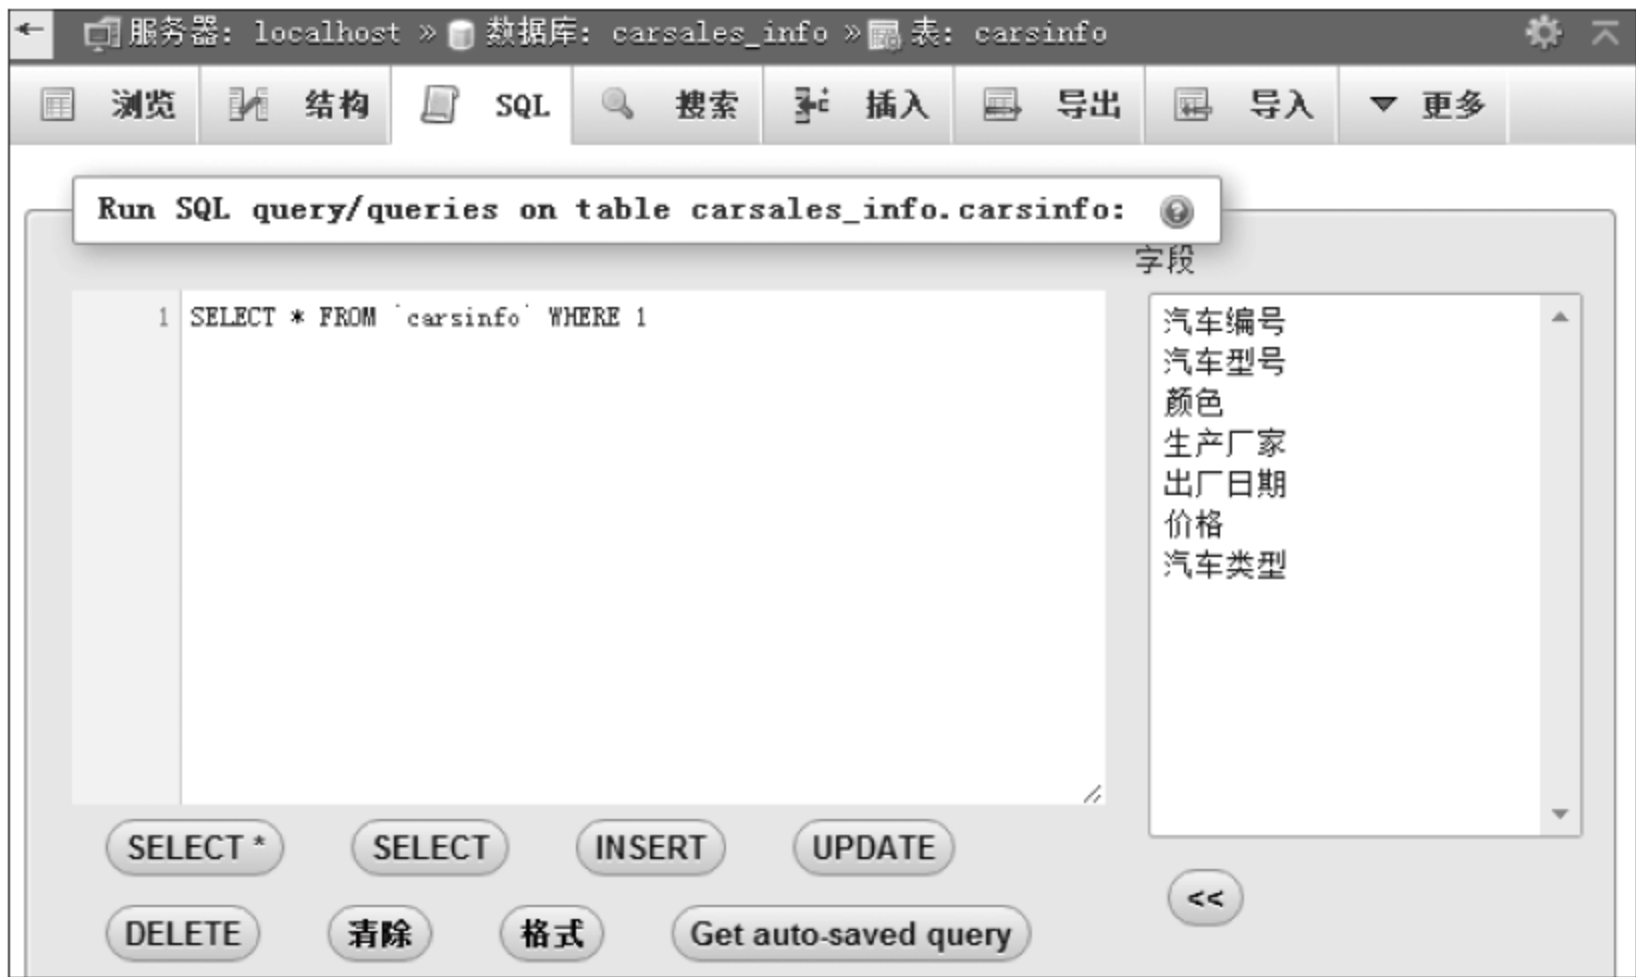 服务器: localhost » 数据库: carsales_info » 表: carsinfo
浏览 结构 SQL 搜索 插入 导出 导入 更多
Run SQL query/queries on table carsales_info.carsinfo:
字段
1 SELECT * FROM `carsinfo` WHERE 1
汽车编号
汽车型号
颜色
生产厂家
出厂日期
价格
汽车类型
SELECT * SELECT INSERT UPDATE
<<
DELETE 清除 格式 Get auto-saved query